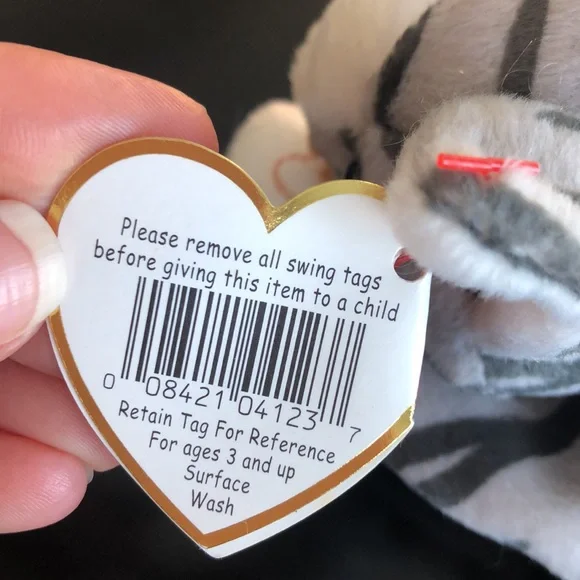 Please remove all swing tags
before giving this item to a child
0 08421 04123 7
Retain Tag For Reference
For ages 3 and up
Surface
Wash